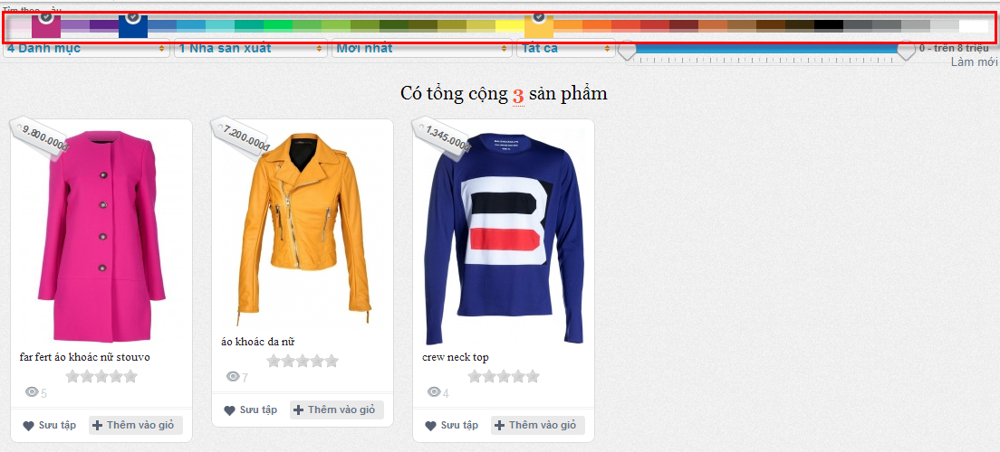 Tìm theo màu
4 Danh mục
1 Nhà sản xuất
Mới nhất
Tất cả
0 - trên 8 triệu
Làm mới
Có tổng cộng 3 sản phẩm
9.800.000đ
7.200.000đ
1.345.000đ
far fert áo khoác nữ stouvo
5
Sưu tập
Thêm vào giỏ
áo khoác da nữ
7
Sưu tập
Thêm vào giỏ
crew neck top
4
Sưu tập
Thêm vào giỏ